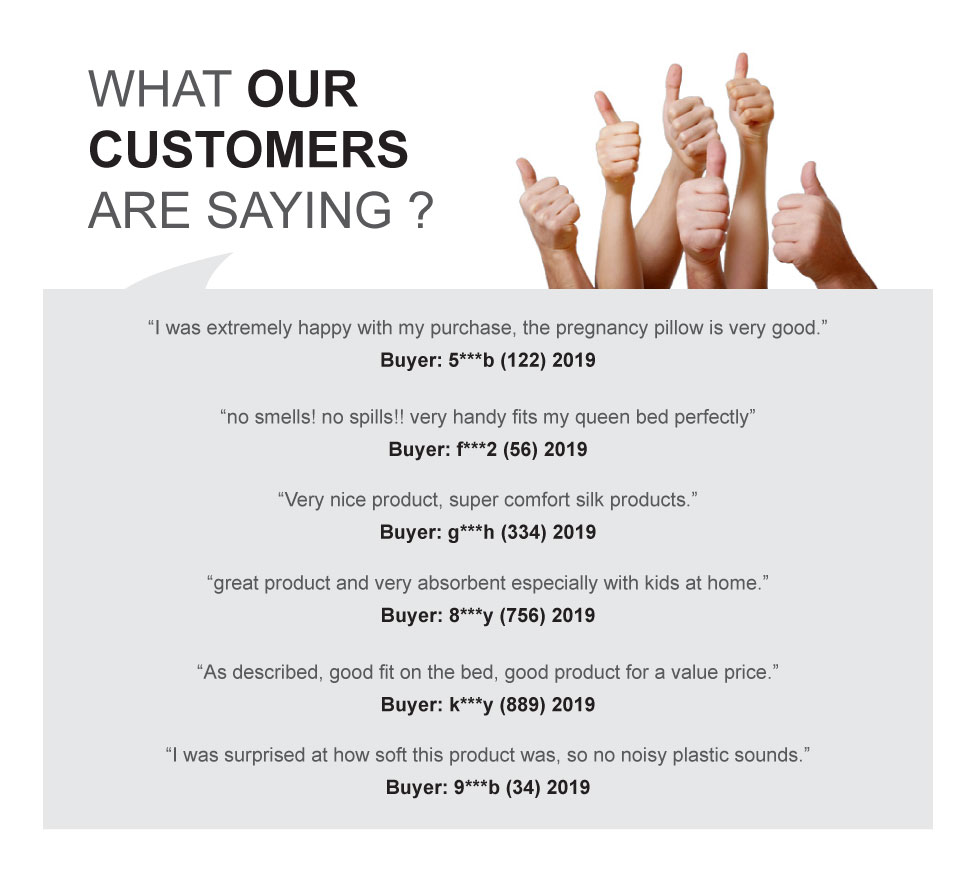 WHAT OUR
CUSTOMERS
ARE SAYING ?
“I was extremely happy with my purchase, the pregnancy pillow is very good.”
Buyer: 5***b (122) 2019
“no smells! no spills!! very handy fits my queen bed perfectly”
Buyer: f***2 (56) 2019
“Very nice product, super comfort silk products.”
Buyer: g***h (334) 2019
“great product and very absorbent especially with kids at home.”
Buyer: 8***y (756) 2019
“As described, good fit on the bed, good product for a value price.”
Buyer: k***y (889) 2019
“I was surprised at how soft this product was, so no noisy plastic sounds.”
Buyer: 9***b (34) 2019